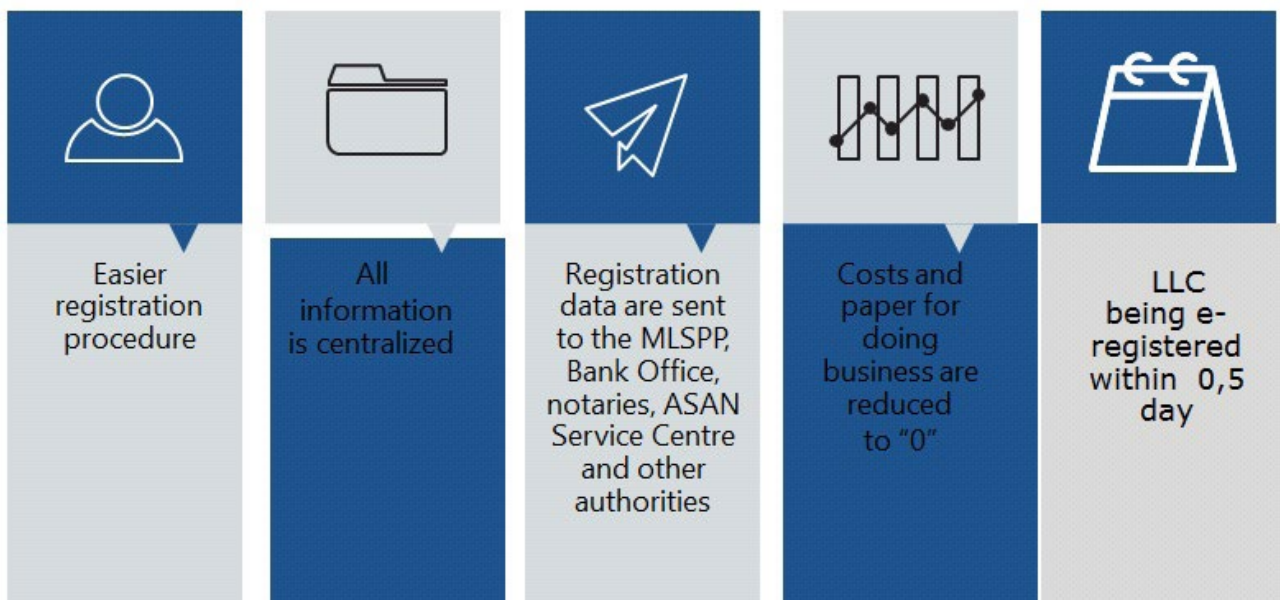 Easier
registration
procedure
All
information
is centralized
Registration
data are sent
to the MLSPP,
Bank Office,
notaries, ASAN
Service Centre
and other
authorities
Costs and
paper for
doing
business are
reduced
to “0”
LLC
being e-
registered
within 0,5
day